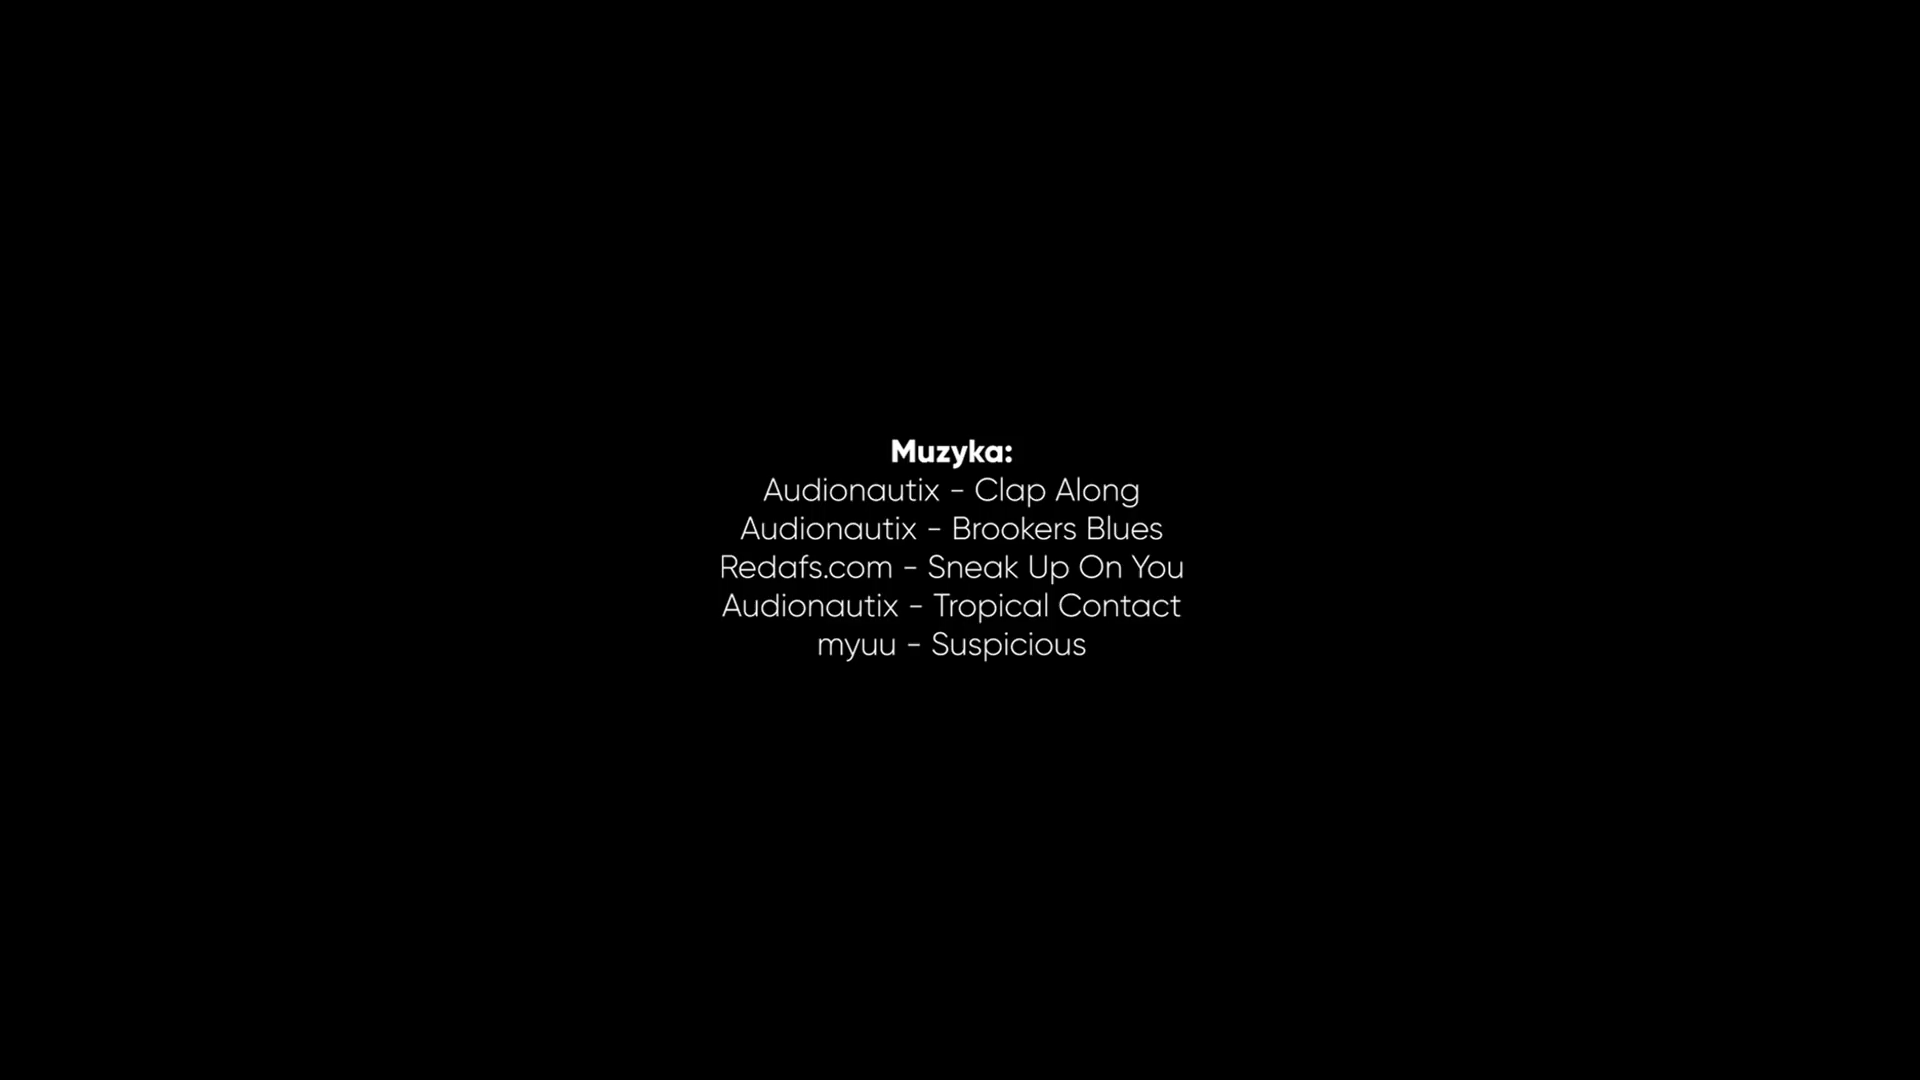 Muzyka:
Audionautix - Clap Along
Audionautix - Brookers Blues
Redafs.com - Sneak Up On You
Audionautix - Tropical Contact
myuu - Suspicious